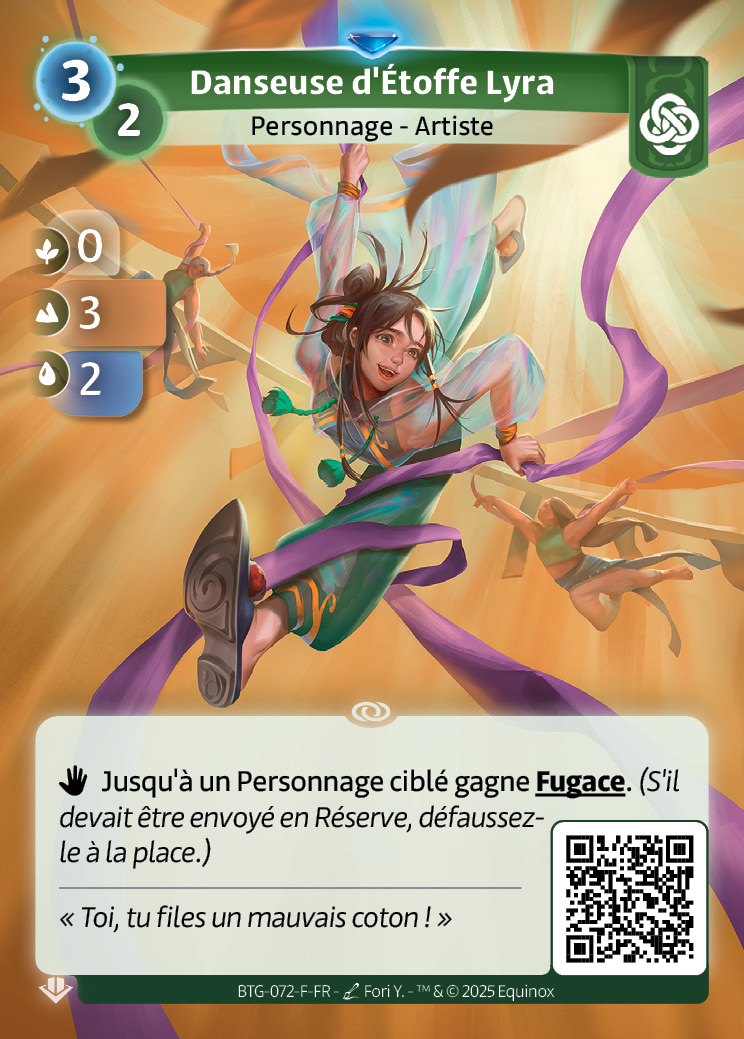 3
Danseuse d'Étoffe Lyra
2
Personnage - Artiste
0
3
2
Jusqu'à un Personnage ciblé gagne Fugace. (S'il
devait être envoyé en Réserve, défaussez-
le à la place.)
« Toi, tu files un mauvais coton ! »
BTG-072-F-FR - Fori Y. - ™ & © 2025 Equinox